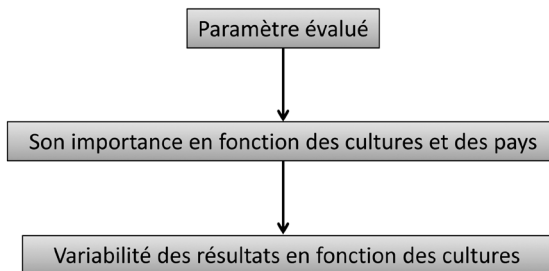 Paramètre évalué
Son importance en fonction des cultures et des pays
Variabilité des résultats en fonction des cultures